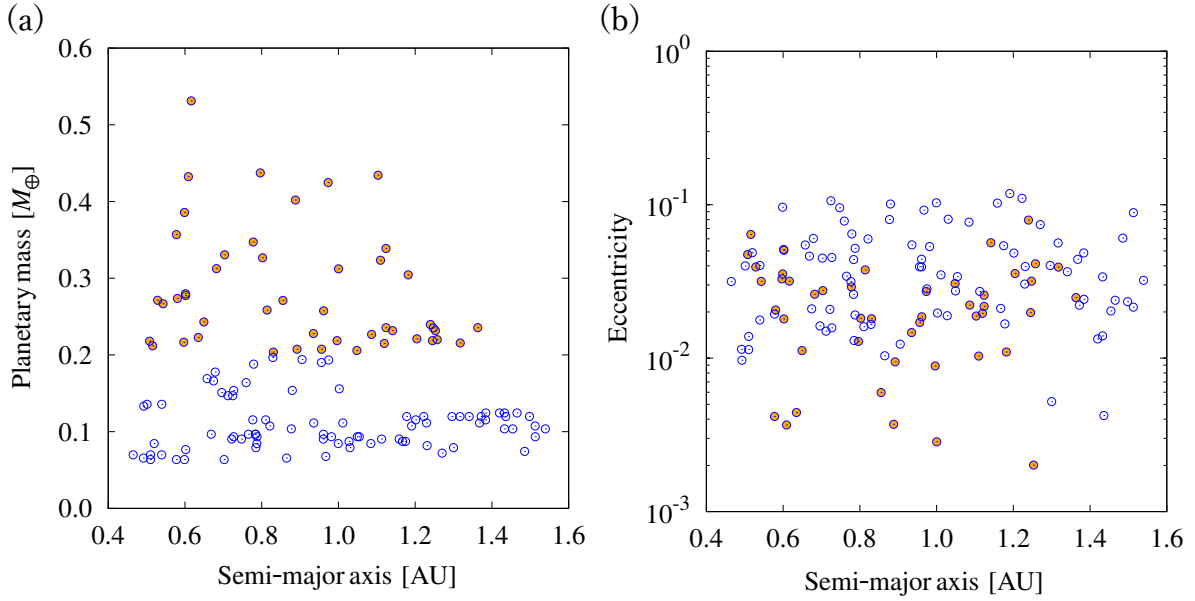 (a)
0.6
0.5
0.4
0.3
0.2
0.1
0.0
Planetary mass [M⊕]
0.4 0.6 0.8 1.0 1.2 1.4 1.6
Semi-major axis [AU]
(b)
10⁰
10⁻¹
10⁻²
10⁻³
Eccentricity
0.4 0.6 0.8 1.0 1.2 1.4 1.6
Semi-major axis [AU]